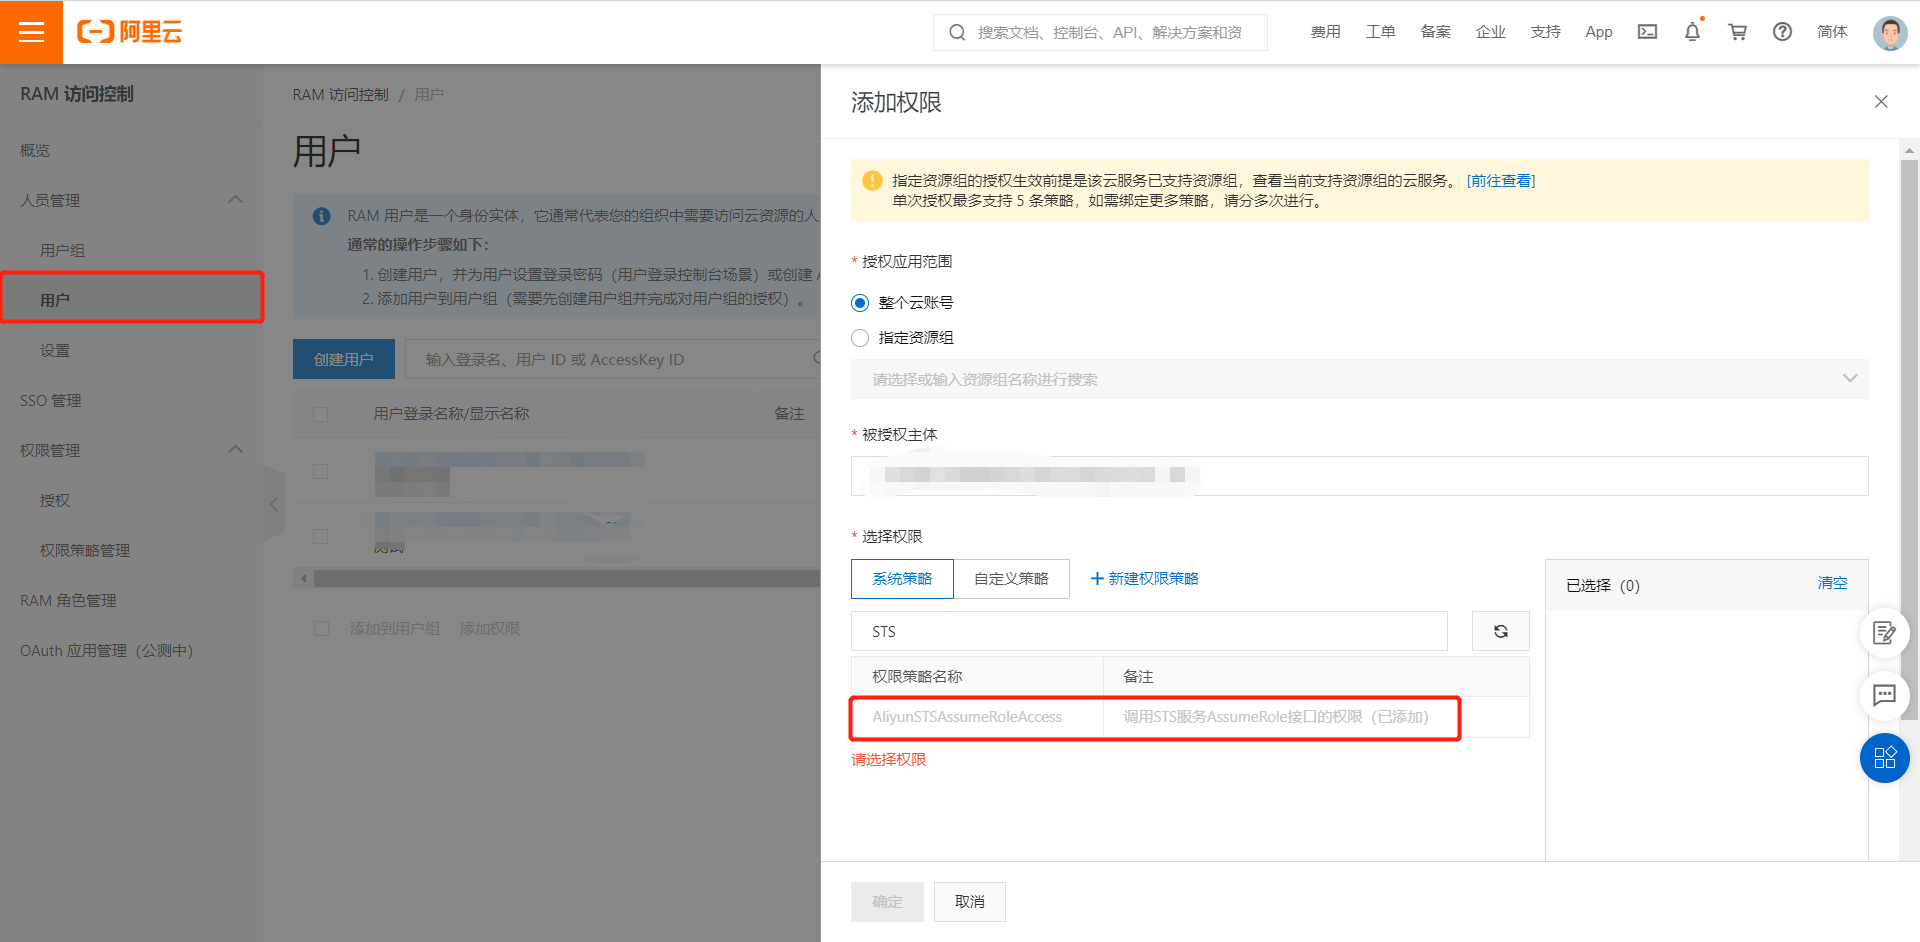 阿里云
搜索文档、控制台、API、解决方案和资
费用
工单
备案
企业
支持
App
简体
RAM 访问控制
概览
人员管理
用户组
用户
设置
SSO 管理
权限管理
授权
权限策略管理
RAM 角色管理
OAuth 应用管理（公测中）
RAM 访问控制 / 用户
用户
RAM 用户是一个身份实体，它通常代表您的组织中需要访问云资源的人
通常的操作步骤如下：
1. 创建用户，并为用户设置登录密码（用户登录控制台场景）或创建 A
2. 添加用户到用户组（需要先创建用户组并完成对用户组的授权）。
创建用户
输入登录名、用户 ID 或 AccessKey ID
用户登录名称/显示名称
备注
添加到用户组
添加权限
添加权限
指定资源组的授权生效前提是该云服务已支持资源组，查看当前支持资源组的云服务。 [前往查看]
单次授权最多支持 5 条策略，如需绑定更多策略，请分多次进行。
* 授权应用范围
整个云账号
指定资源组
请选择或输入资源组名称进行搜索
* 被授权主体
* 选择权限
系统策略
自定义策略
+ 新建权限策略
STS
权限策略名称
备注
AliyunSTSAssumeRoleAccess
调用STS服务AssumeRole接口的权限（已添加）
请选择权限
已选择（0）
清空
确定
取消